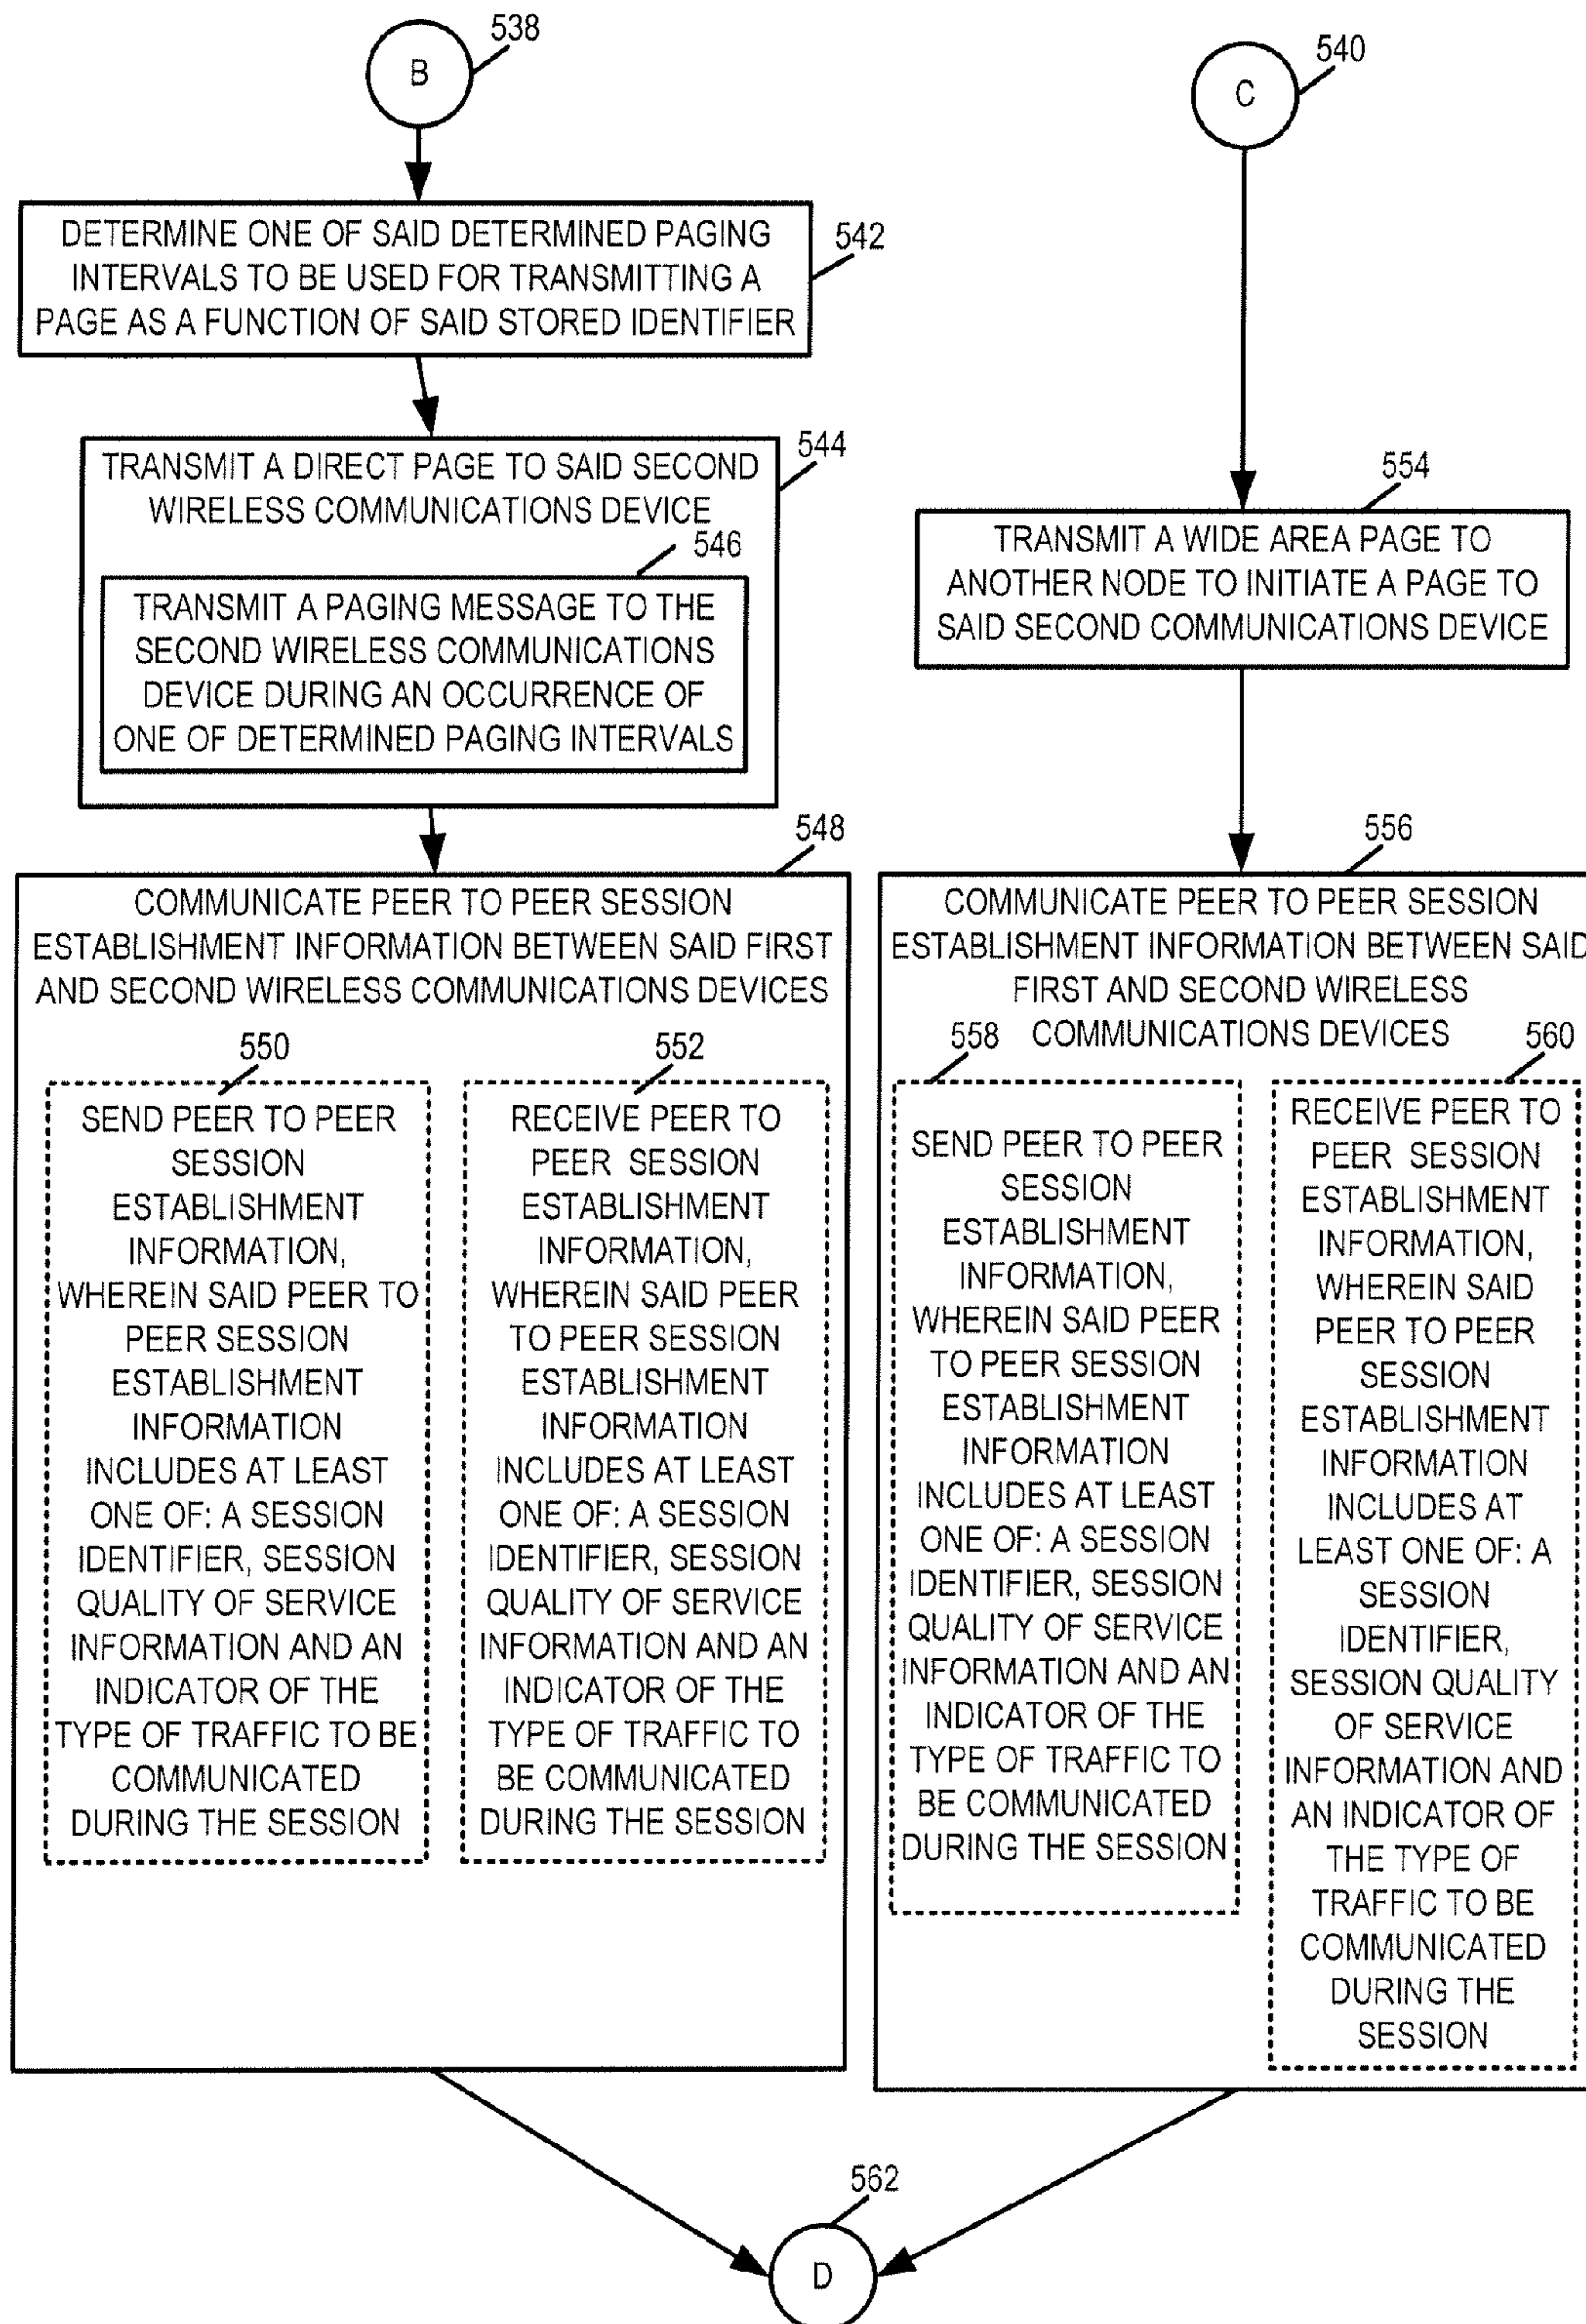 538
B
DETERMINE ONE OF SAID DETERMINED PAGING
INTERVALS TO BE USED FOR TRANSMITTING A
PAGE AS A FUNCTION OF SAID STORED IDENTIFIER
542
544
TRANSMIT A DIRECT PAGE TO SAID SECOND
WIRELESS COMMUNICATIONS DEVICE
546
TRANSMIT A PAGING MESSAGE TO THE
SECOND WIRELESS COMMUNICATIONS
DEVICE DURING AN OCCURRENCE OF
ONE OF DETERMINED PAGING INTERVALS
548
COMMUNICATE PEER TO PEER SESSION
ESTABLISHMENT INFORMATION BETWEEN SAID FIRST
AND SECOND WIRELESS COMMUNICATIONS DEVICES
550
SEND PEER TO PEER
SESSION
ESTABLISHMENT
INFORMATION,
WHEREIN SAID PEER TO
PEER SESSION
ESTABLISHMENT
INFORMATION
INCLUDES AT LEAST
ONE OF: A SESSION
IDENTIFIER, SESSION
QUALITY OF SERVICE
INFORMATION AND AN
INDICATOR OF THE
TYPE OF TRAFFIC TO BE
COMMUNICATED
DURING THE SESSION
552
RECEIVE PEER TO
PEER SESSION
ESTABLISHMENT
INFORMATION,
WHEREIN SAID PEER
TO PEER SESSION
ESTABLISHMENT
INFORMATION
INCLUDES AT LEAST
ONE OF: A SESSION
IDENTIFIER, SESSION
QUALITY OF SERVICE
INFORMATION AND AN
INDICATOR OF THE
TYPE OF TRAFFIC TO
BE COMMUNICATED
DURING THE SESSION
540
C
554
TRANSMIT A WIDE AREA PAGE TO
ANOTHER NODE TO INITIATE A PAGE TO
SAID SECOND COMMUNICATIONS DEVICE
556
COMMUNICATE PEER TO PEER SESSION
ESTABLISHMENT INFORMATION BETWEEN SAID
FIRST AND SECOND WIRELESS
COMMUNICATIONS DEVICES
558
SEND PEER TO PEER
SESSION
ESTABLISHMENT
INFORMATION,
WHEREIN SAID PEER
TO PEER SESSION
ESTABLISHMENT
INFORMATION
INCLUDES AT LEAST
ONE OF: A SESSION
IDENTIFIER, SESSION
QUALITY OF SERVICE
INFORMATION AND AN
INDICATOR OF THE
TYPE OF TRAFFIC TO
BE COMMUNICATED
DURING THE SESSION
560
RECEIVE PEER TO
PEER SESSION
ESTABLISHMENT
INFORMATION,
WHEREIN SAID
PEER TO PEER
SESSION
ESTABLISHMENT
INFORMATION
INCLUDES AT
LEAST ONE OF: A
SESSION
IDENTIFIER,
SESSION QUALITY
OF SERVICE
INFORMATION AND
AN INDICATOR OF
THE TYPE OF
TRAFFIC TO BE
COMMUNICATED
DURING THE
SESSION
562
D